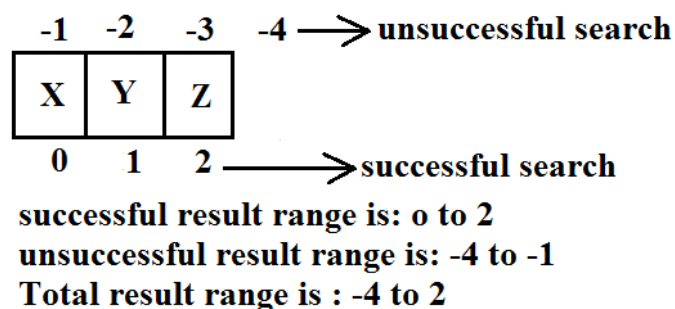 -1 -2 -3 -4 unsuccessful search
X Y Z
0 1 2 successful search
successful result range is: o to 2
unsuccessful result range is: -4 to -1
Total result range is : -4 to 2